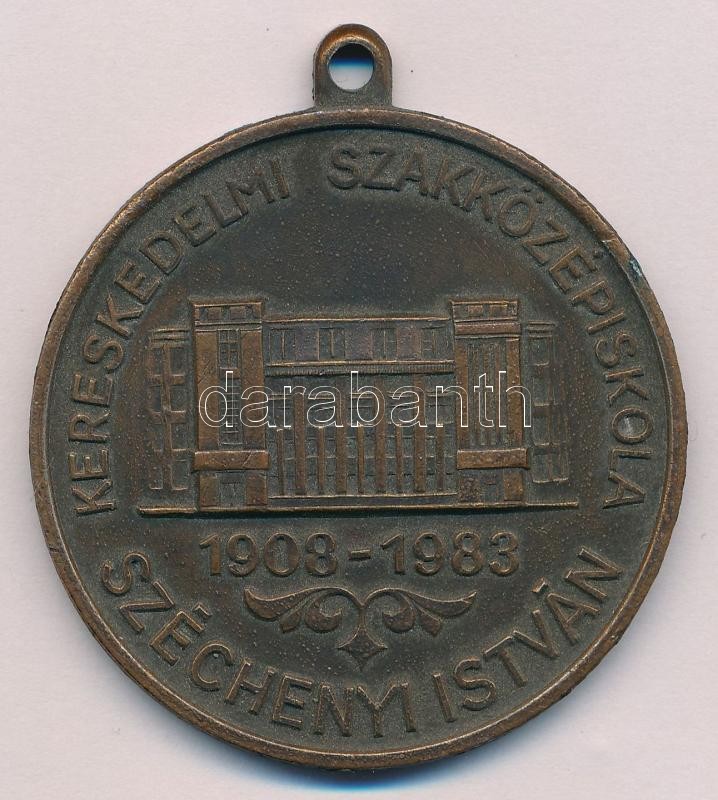 KERESKEDELMI SZAKKÖZÉPISKOLA
darabanth
1908-1983
SZÉCHENYI ISTVÁN